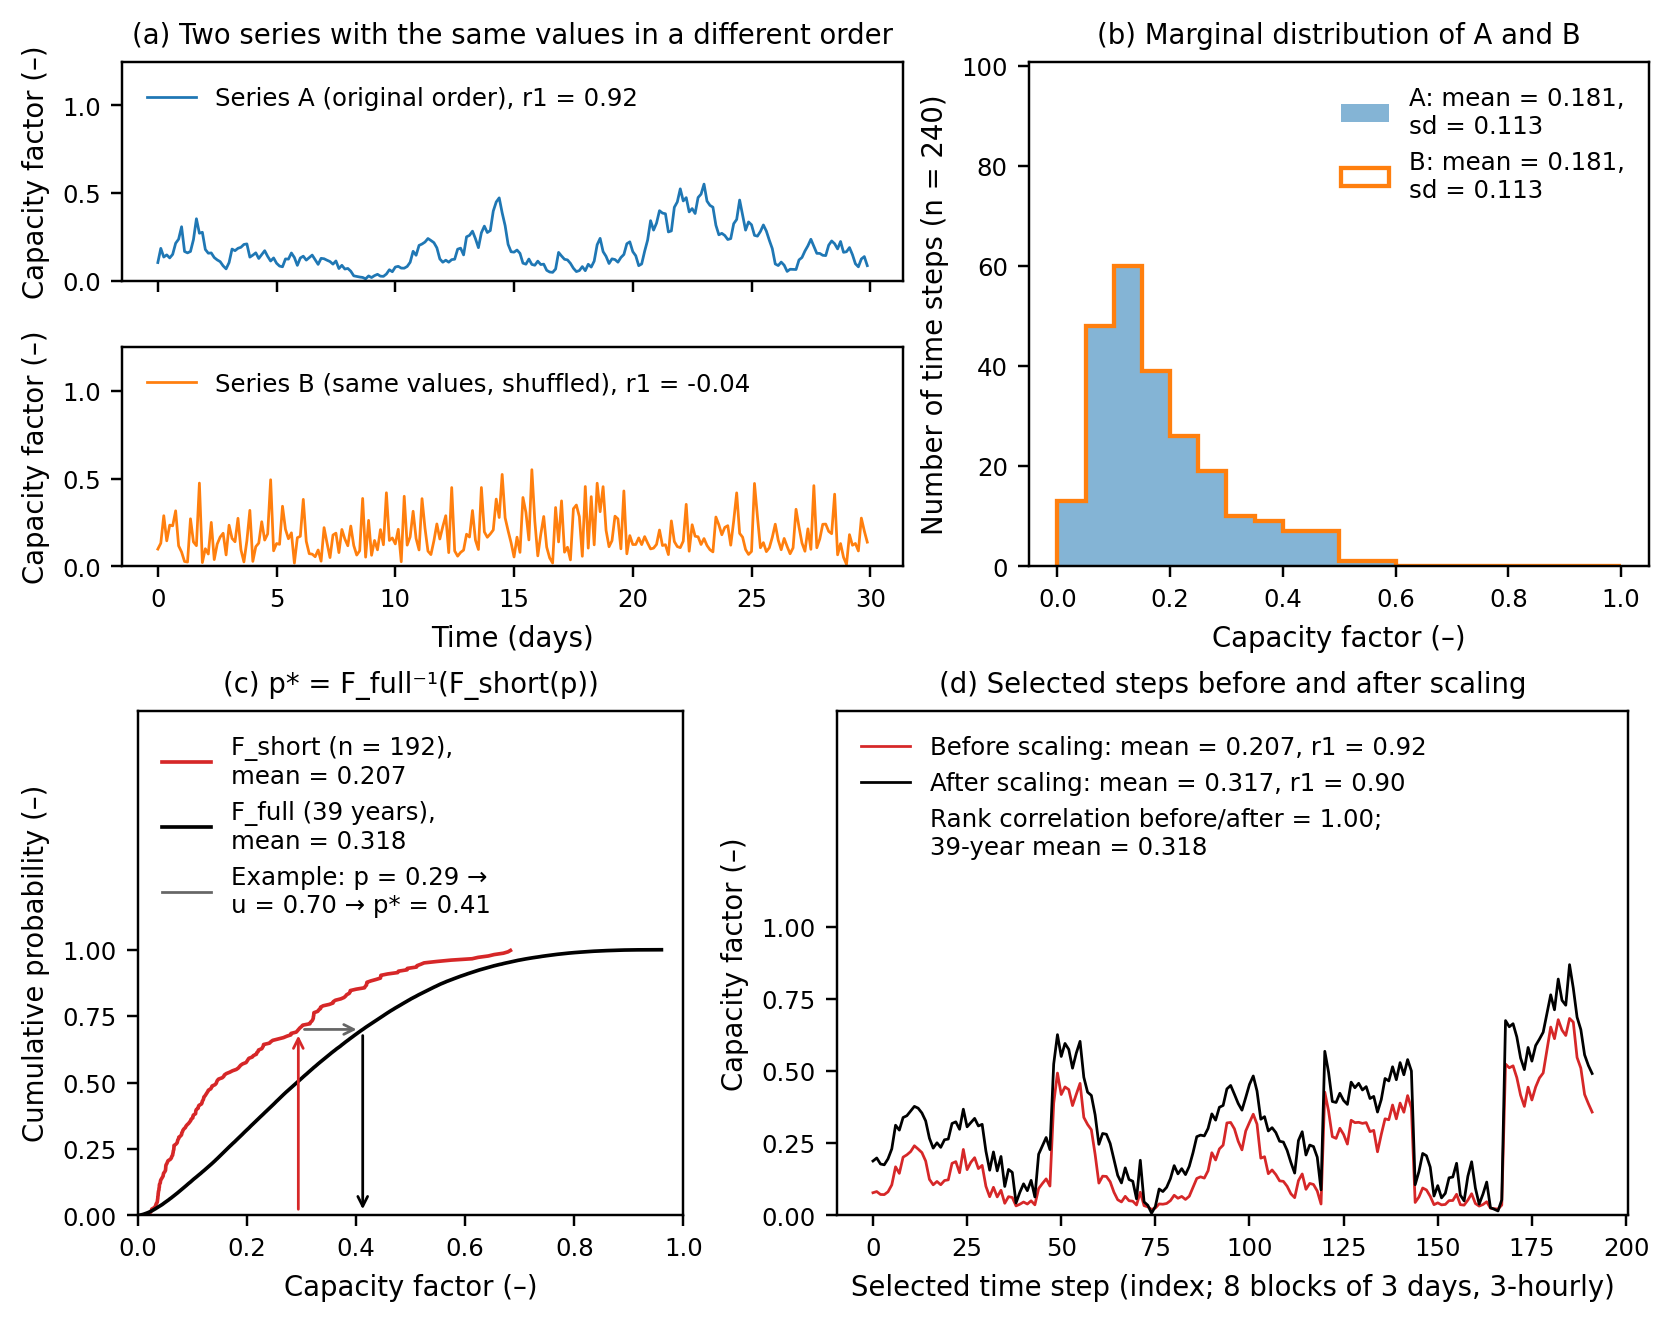 (a) Two series with the same values in a different order
Capacity factor (–)
1.0
0.5
0.0
Series A (original order), r1 = 0.92
Capacity factor (–)
1.0
0.5
0.0
Series B (same values, shuffled), r1 = -0.04
0 5 10 15 20 25 30
Time (days)
(b) Marginal distribution of A and B
Number of time steps (n = 240)
100
80
60
40
20
0
A: mean = 0.181,
sd = 0.113
B: mean = 0.181,
sd = 0.113
0.0 0.2 0.4 0.6 0.8 1.0
Capacity factor (–)
(c) p* = F_full⁻¹(F_short(p))
Cumulative probability (–)
F_short (n = 192),
mean = 0.207
F_full (39 years),
mean = 0.318
Example: p = 0.29 →
u = 0.70 → p* = 0.41
1.00
0.75
0.50
0.25
0.00
0.0 0.2 0.4 0.6 0.8 1.0
Capacity factor (–)
(d) Selected steps before and after scaling
Capacity factor (–)
Before scaling: mean = 0.207, r1 = 0.92
After scaling: mean = 0.317, r1 = 0.90
Rank correlation before/after = 1.00;
39-year mean = 0.318
1.00
0.75
0.50
0.25
0.00
0 25 50 75 100 125 150 175 200
Selected time step (index; 8 blocks of 3 days, 3-hourly)